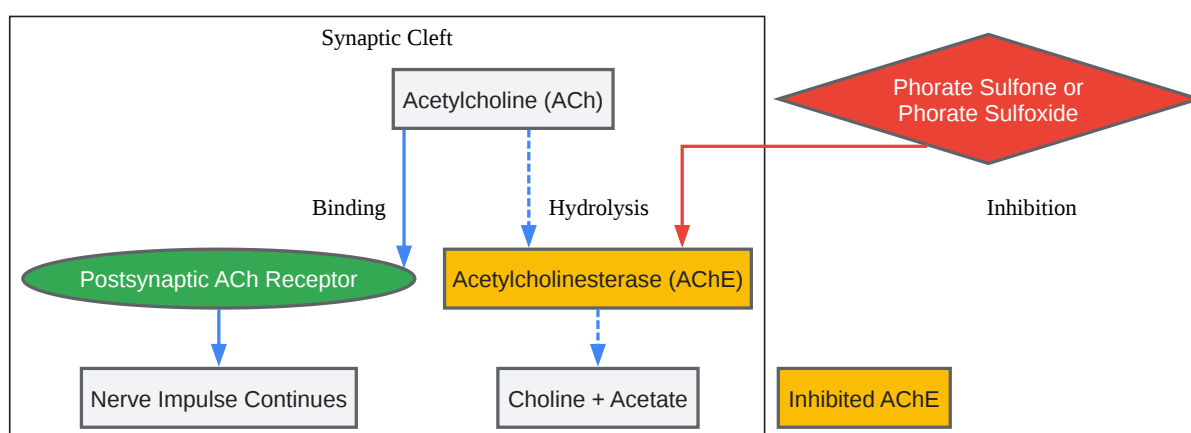 Synaptic Cleft
Acetylcholine (ACh)
Phorate Sulfone or
Phorate Sulfoxide
Binding
Hydrolysis
Inhibition
Postsynaptic ACh Receptor
Acetylcholinesterase (AChE)
Nerve Impulse Continues
Choline + Acetate
Inhibited AChE